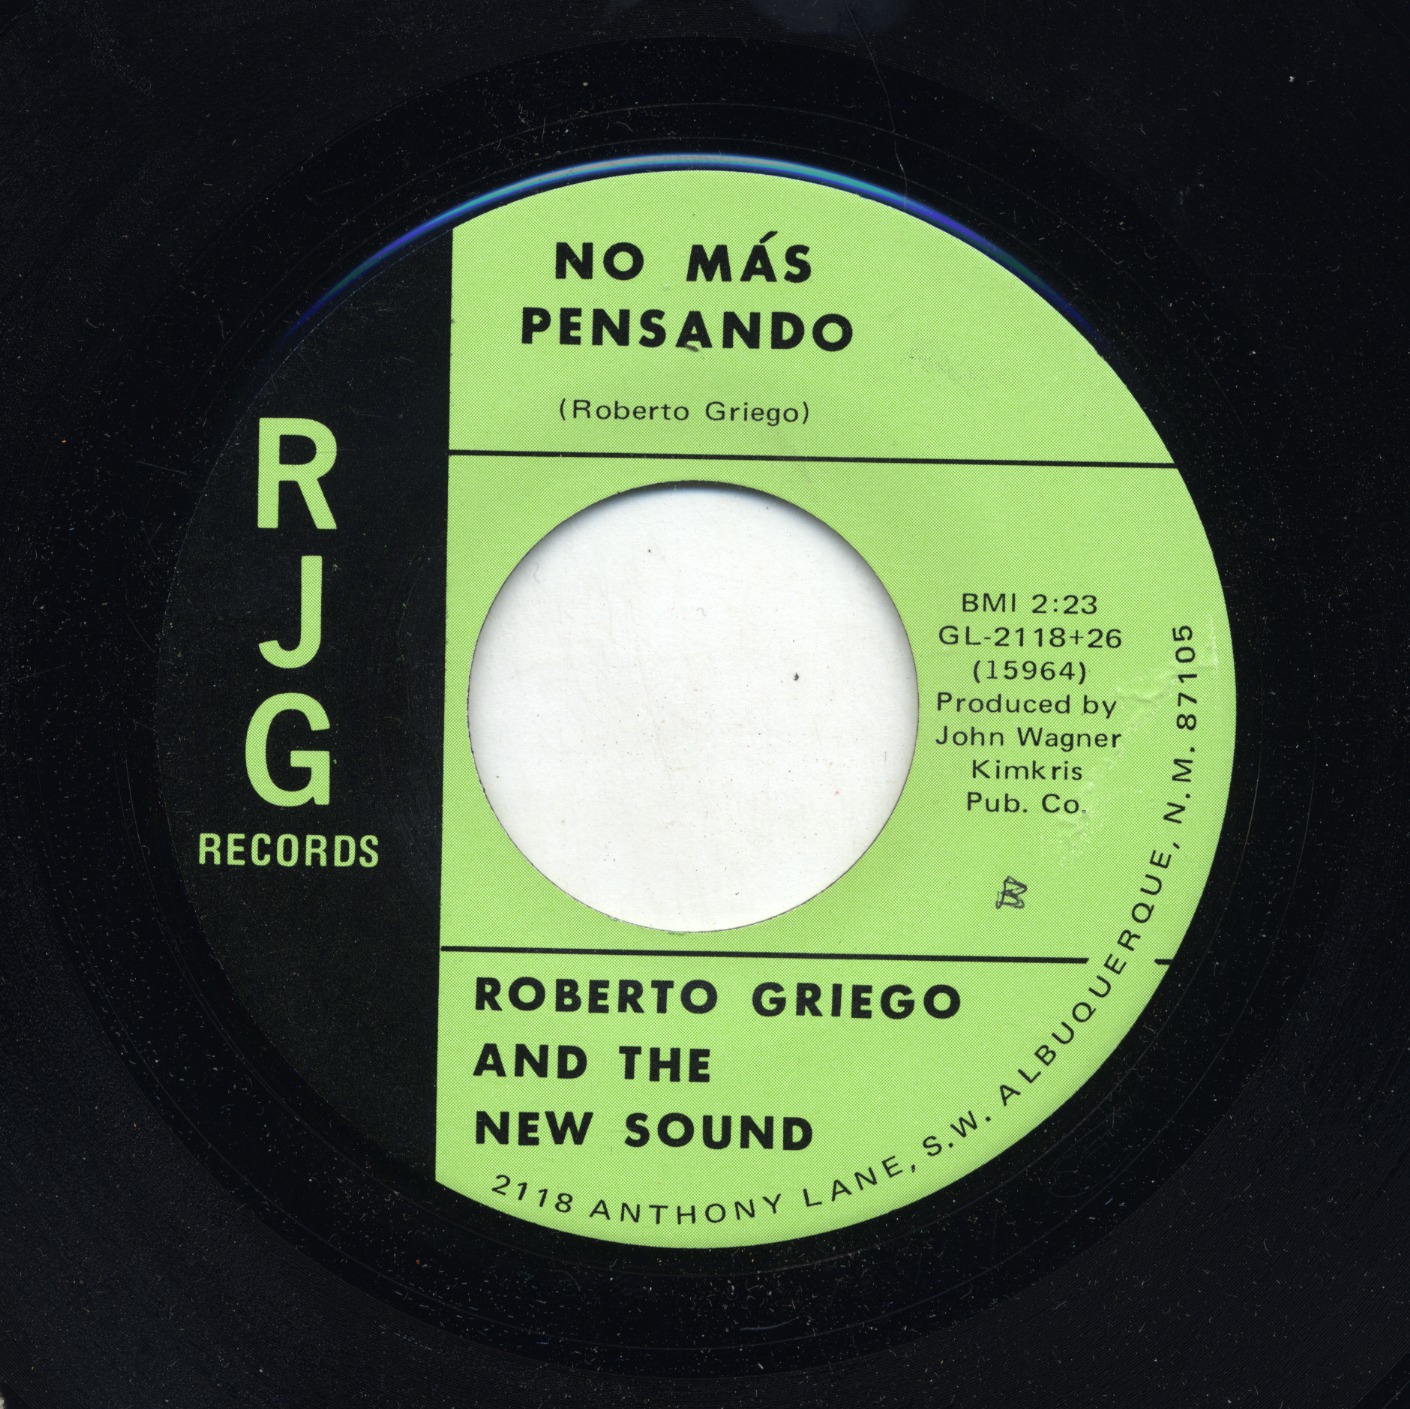 NO MÁS
PENSANDO
(Roberto Griego)
R
J
G
RECORDS
BMI 2:23
GL-2118+26
(15964)
Produced by
John Wagner
Kimkris
Pub. Co.
ROBERTO GRIEGO
AND THE
NEW SOUND
2118 ANTHONY LANE, S.W. ALBUQUERQUE, N.M. 87105